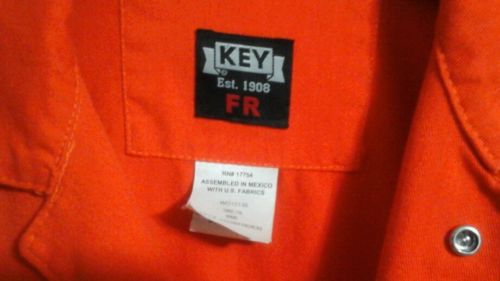 KEY
®
Est. 1908
FR
RN# 17754
ASSEMBLED IN MEXICO
WITH U.S. FABRICS